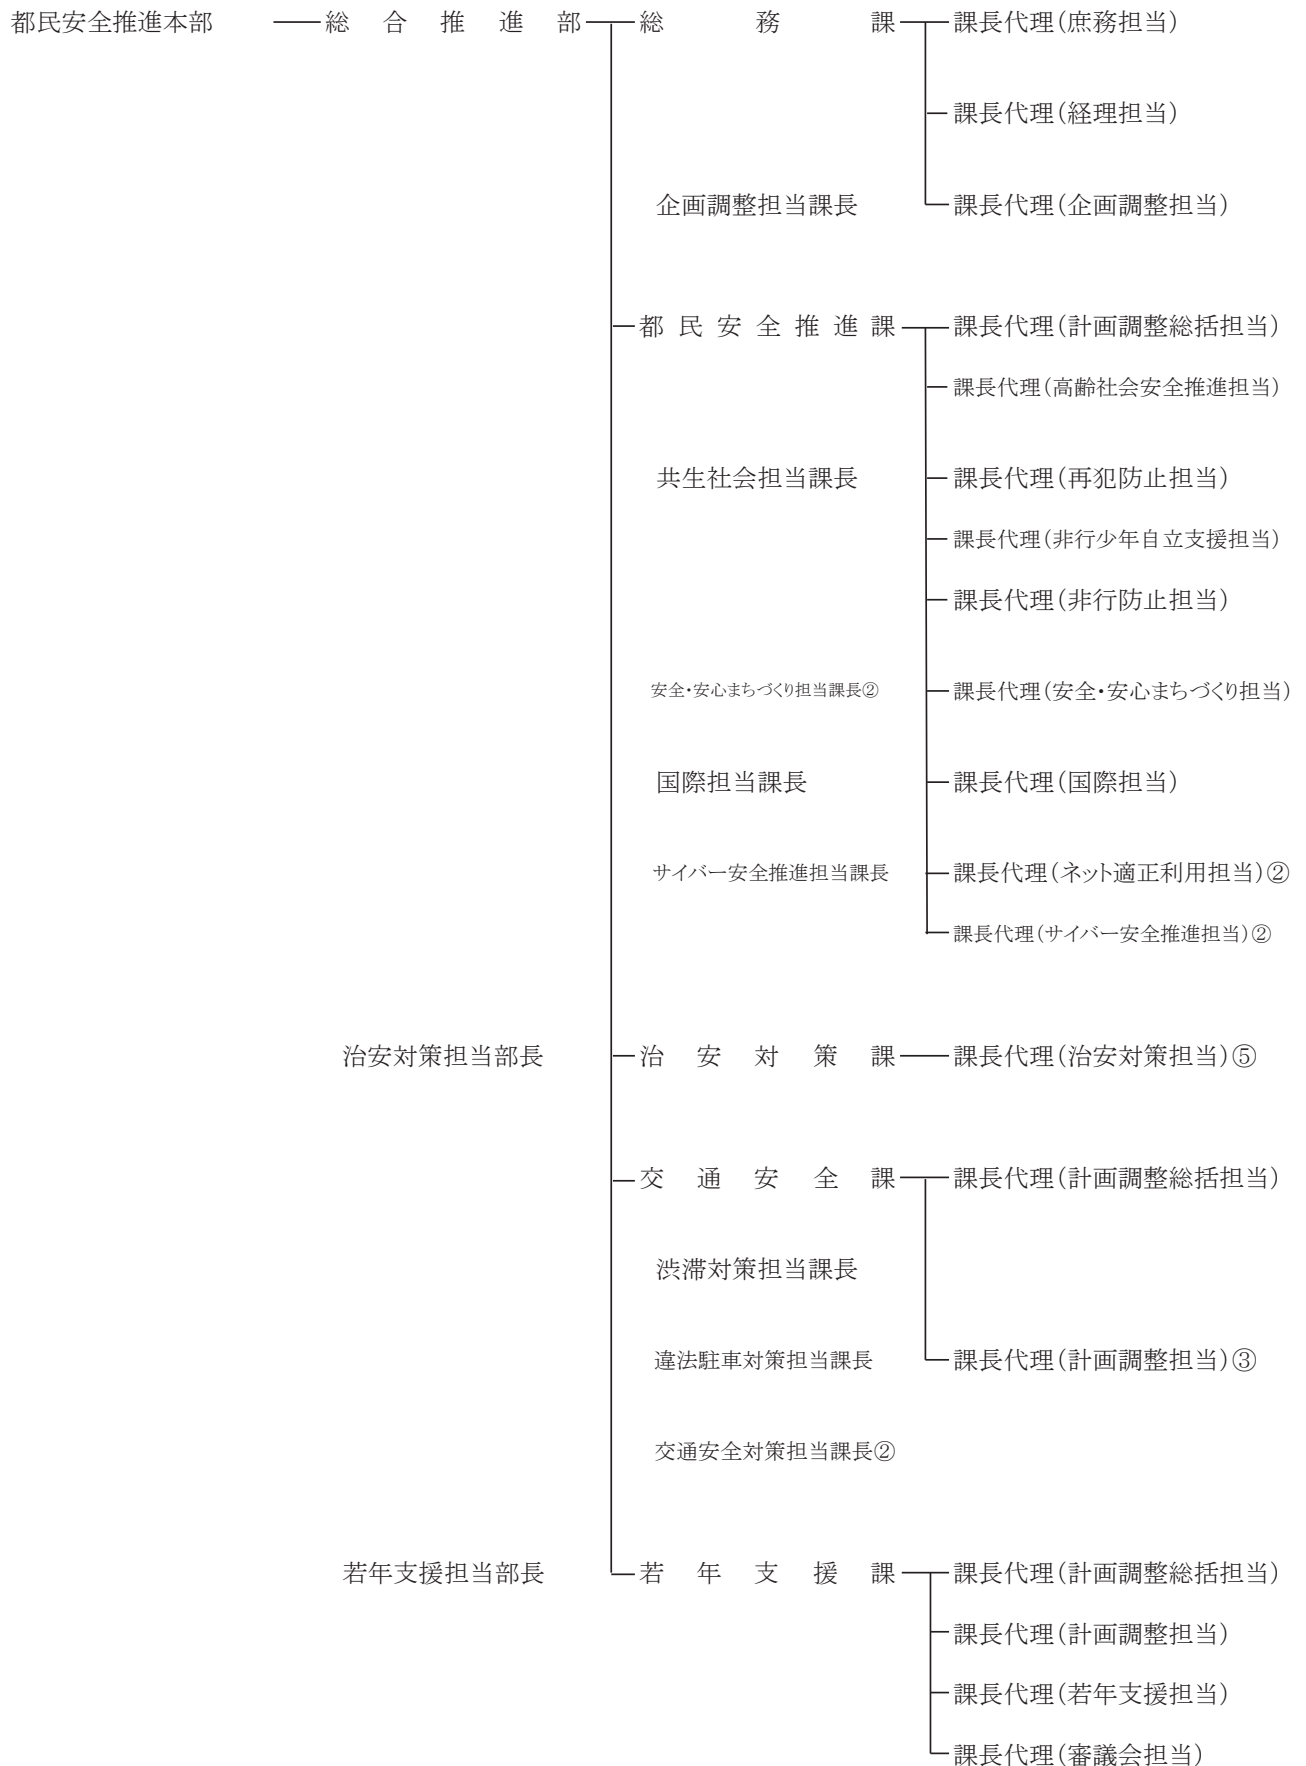 都民安全推進本部 総合推進部 総務課 課長代理(庶務担当)
課長代理(経理担当)
企画調整担当課長 課長代理(企画調整担当)
都民安全推進課 課長代理(計画調整総括担当)
課長代理(高齢社会安全推進担当)
共生社会担当課長 課長代理(再犯防止担当)
課長代理(非行少年自立支援担当)
課長代理(非行防止担当)
安全・安心まちづくり担当課長② 課長代理(安全・安心まちづくり担当)
国際担当課長 課長代理(国際担当)
サイバー安全推進担当課長 課長代理(ネット適正利用担当)②
課長代理(サイバー安全推進担当)②
治安対策担当部長 治安対策課 課長代理(治安対策担当)⑤
交通安全課 課長代理(計画調整総括担当)
渋滞対策担当課長
違法駐車対策担当課長 課長代理(計画調整担当)③
交通安全対策担当課長②
若年支援担当部長 若年支援課 課長代理(計画調整総括担当)
課長代理(計画調整担当)
課長代理(若年支援担当)
課長代理(審議会担当)